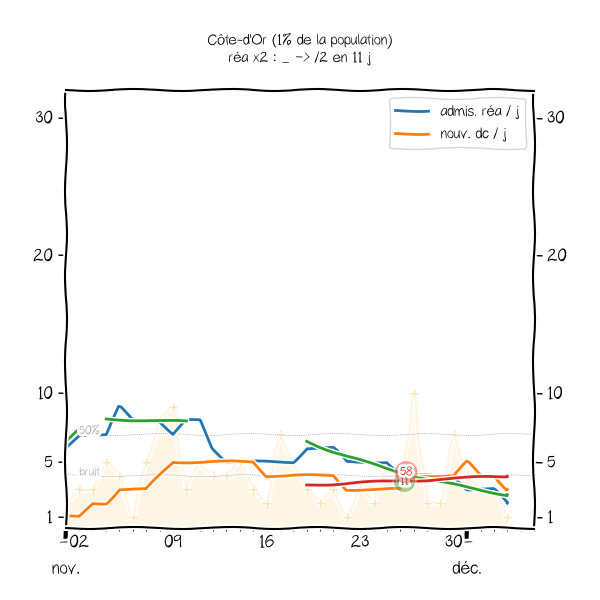 Côte-d'Or (1% de la population)
réa x2 : _ -> /2 en 11 j
admis. réa / j
nouv. dc / j
30
30
20
20
10
10
50%
5
5
bruit
58
11
1
1
02
09
16
23
30
nov.
déc.